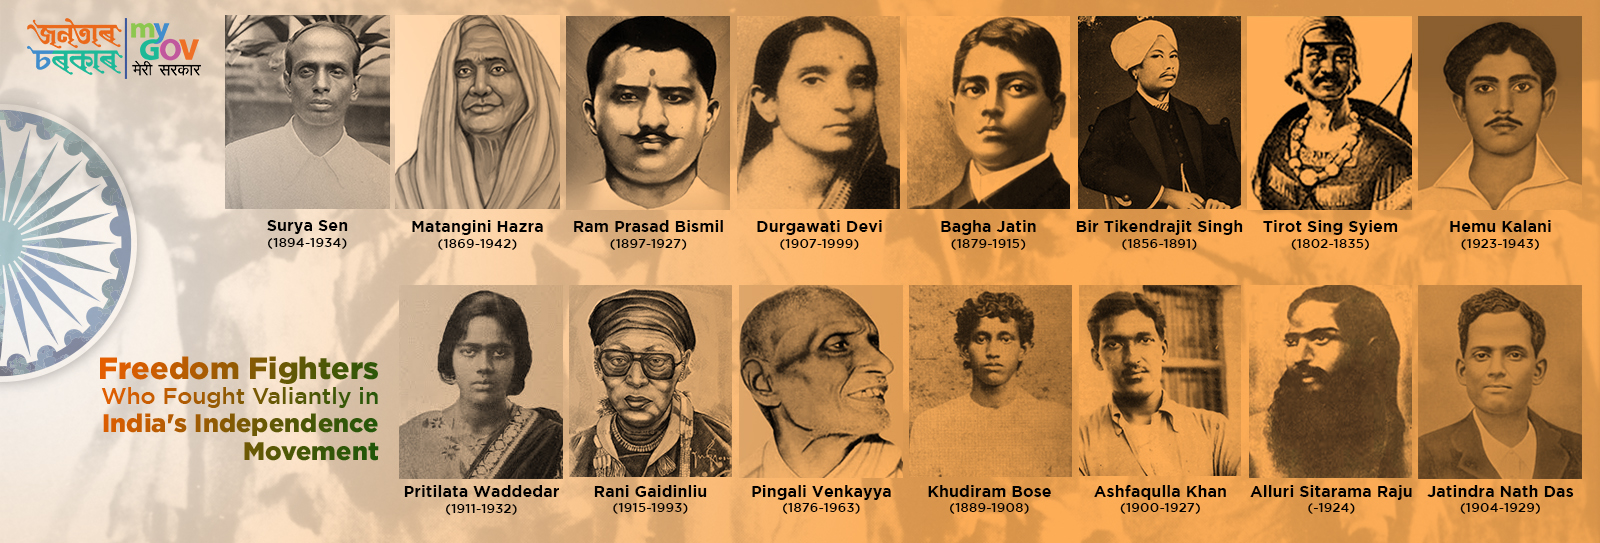 জনতাৰ
চৰকাৰ
my
GOV
मेरी सरकार
Surya Sen
(1894-1934)
Matangini Hazra
(1869-1942)
Ram Prasad Bismil
(1897-1927)
Durgawati Devi
(1907-1999)
Bagha Jatin
(1879-1915)
Bir Tikendrajit Singh
(1856-1891)
Tirot Sing Syiem
(1802-1835)
Hemu Kalani
(1923-1943)
Freedom Fighters
Who Fought Valiantly in
India's Independence
Movement
Pritilata Waddedar
(1911-1932)
Rani Gaidinliu
(1915-1993)
Pingali Venkayya
(1876-1963)
Khudiram Bose
(1889-1908)
Ashfaqulla Khan
(1900-1927)
Alluri Sitarama Raju
(-1924)
Jatindra Nath Das
(1904-1929)